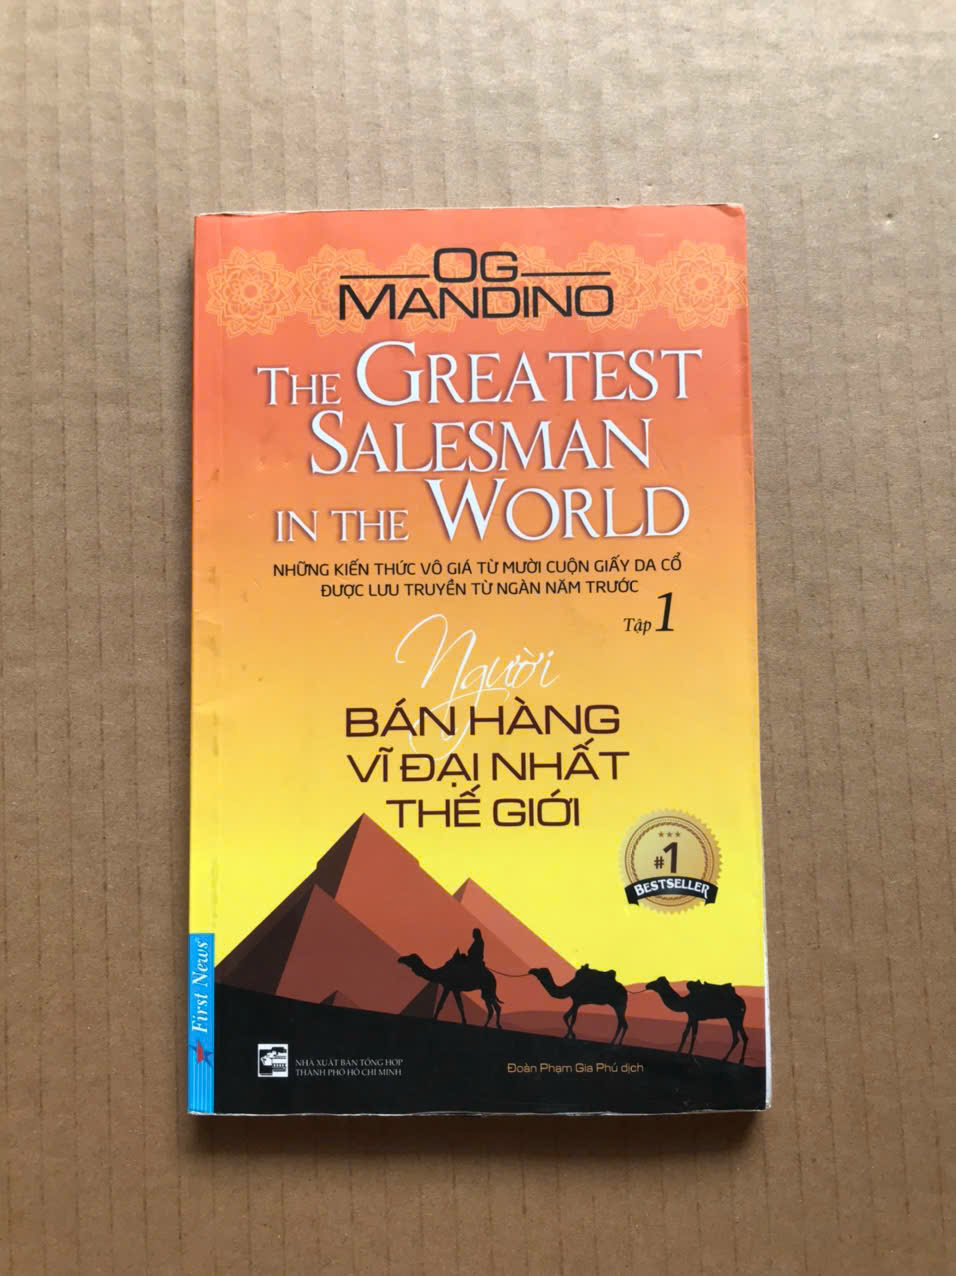 OG
MANDINO
THE GREATEST
SALESMAN
IN THE WORLD
NHỮNG KIẾN THỨC VÔ GIÁ TỪ MƯỜI CUỘN GIẤY DA CỔ
ĐƯỢC LƯU TRUYỀN TỪ NGÀN NĂM TRƯỚC
Tập 1
Người
BÁN HÀNG
VĨ ĐẠI NHẤT
THẾ GIỚI
#1
BESTSELLER
First News
NHÀ XUẤT BẢN TỔNG HỢP
THÀNH PHỐ HỒ CHÍ MINH
Đoàn Phạm Gia Phú dịch